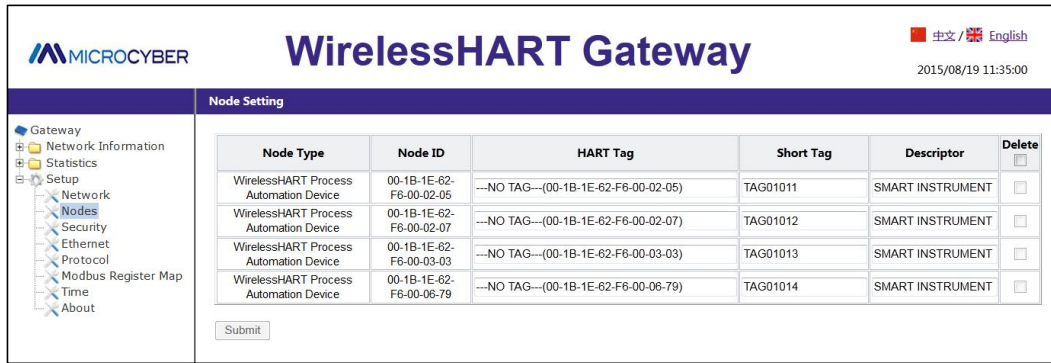 MICROCYBER
WirelessHART Gateway
中文 / English
2015/08/19 11:35:00
Node Setting
Gateway
Network Information
Statistics
Setup
Network
Nodes
Security
Ethernet
Protocol
Modbus Register Map
Time
About
Node Type Node ID HART Tag Short Tag Descriptor Delete
WirelessHART Process 00-1B-1E-62-
Automation Device F6-00-02-05 ---NO TAG---(00-1B-1E-62-F6-00-02-05) TAG01011 SMART INSTRUMENT
WirelessHART Process 00-1B-1E-62-
Automation Device F6-00-02-07 ---NO TAG---(00-1B-1E-62-F6-00-02-07) TAG01012 SMART INSTRUMENT
WirelessHART Process 00-1B-1E-62-
Automation Device F6-00-03-03 ---NO TAG---(00-1B-1E-62-F6-00-03-03) TAG01013 SMART INSTRUMENT
WirelessHART Process 00-1B-1E-62-
Automation Device F6-00-06-79 ---NO TAG---(00-1B-1E-62-F6-00-06-79) TAG01014 SMART INSTRUMENT
Submit